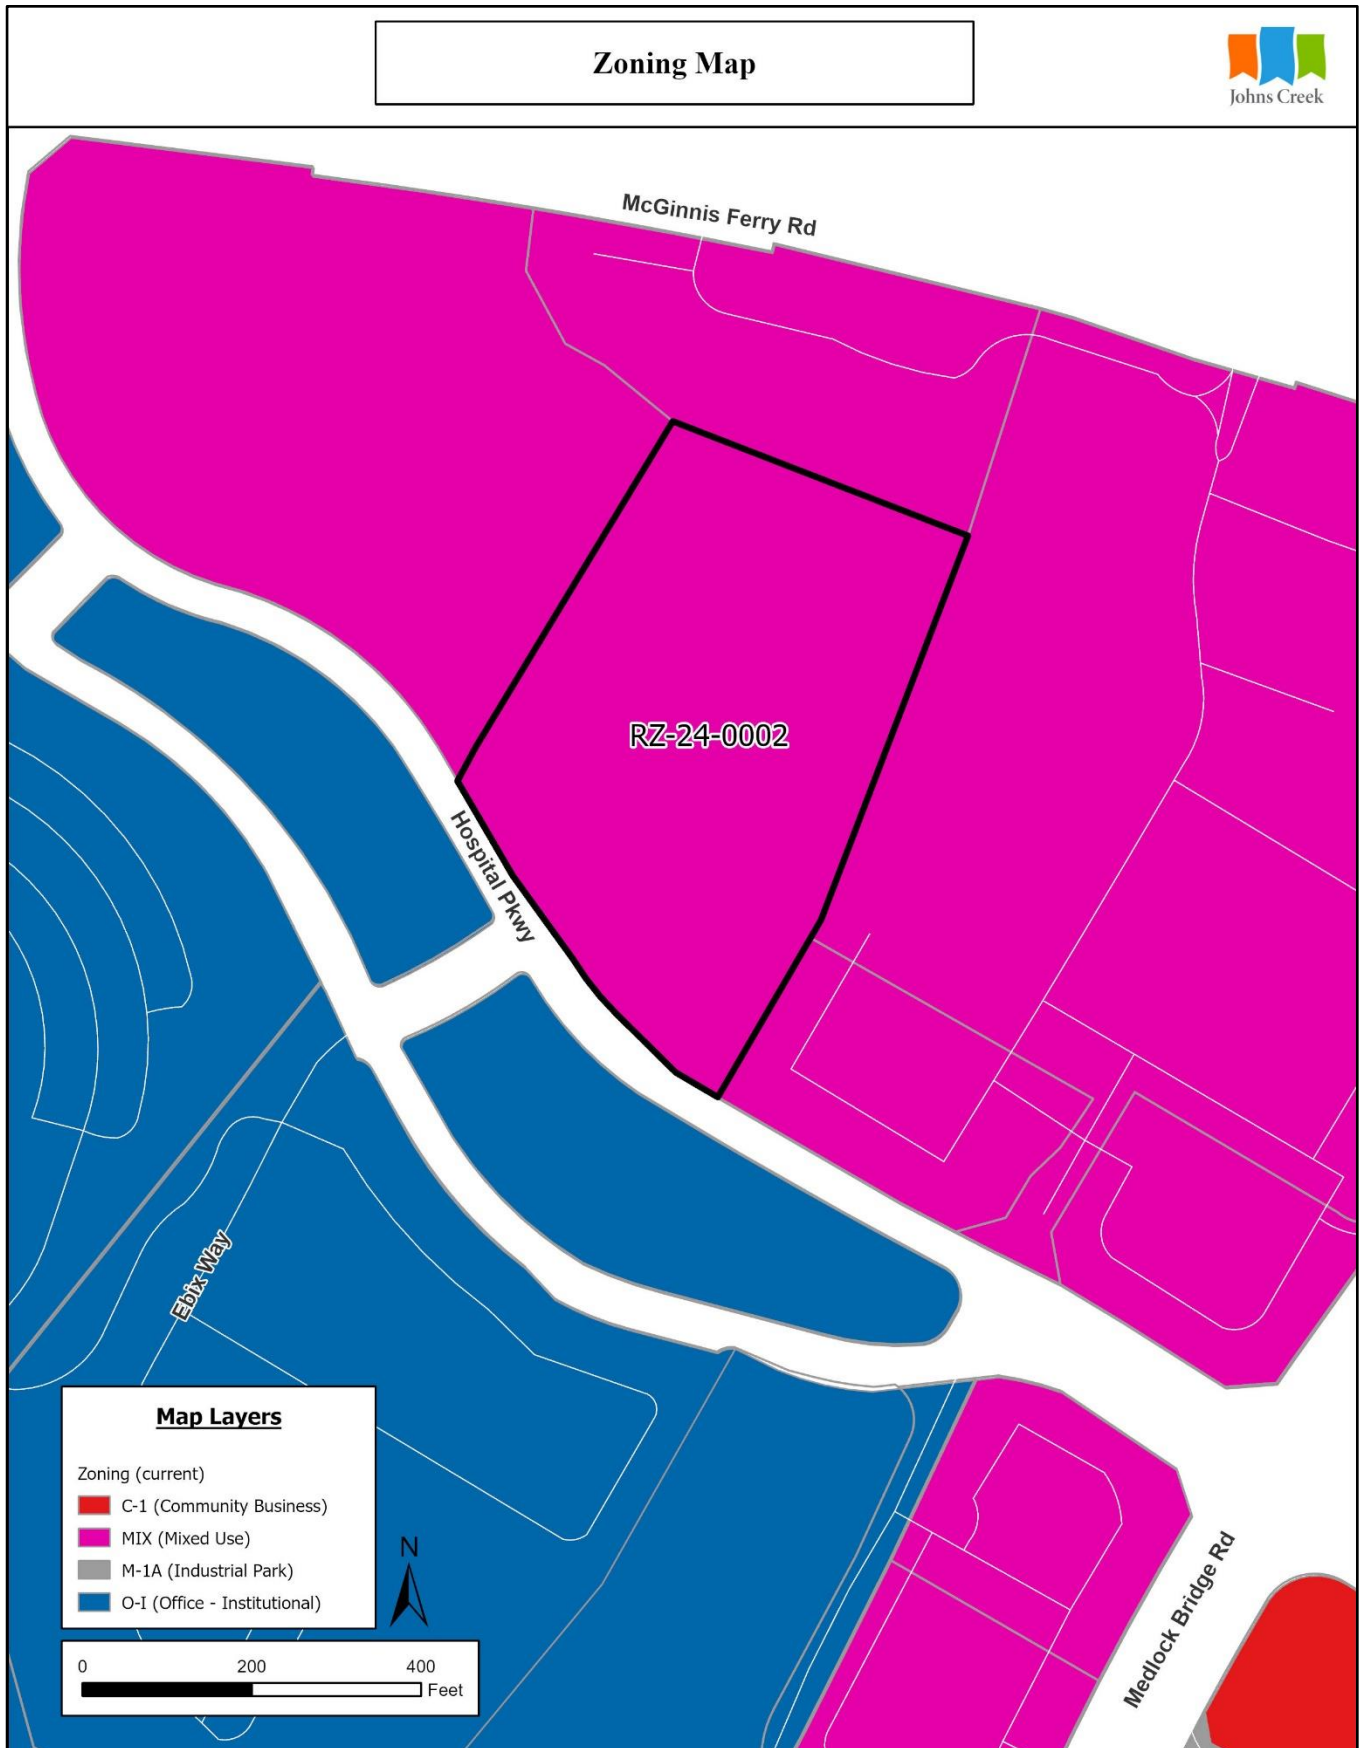 Zoning Map
Johns Creek
McGinnis Ferry Rd
RZ-24-0002
Hospital Pkwy
Ebix Way
Map Layers
Zoning (current)
C-1 (Community Business)
MIX (Mixed Use)
M-1A (Industrial Park)
O-I (Office - Institutional)
N
0 200 400
Feet
Medlock Bridge Rd